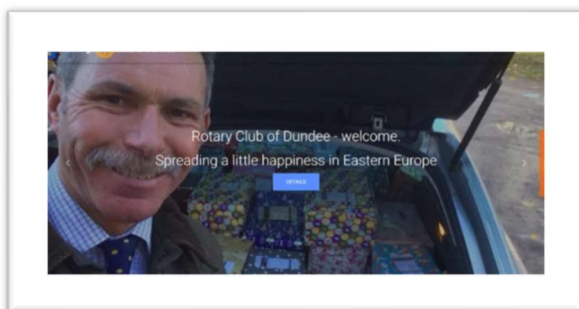 Rotary Club of Dundee - welcome.
Spreading a little happiness in Eastern Europe
DETAILS